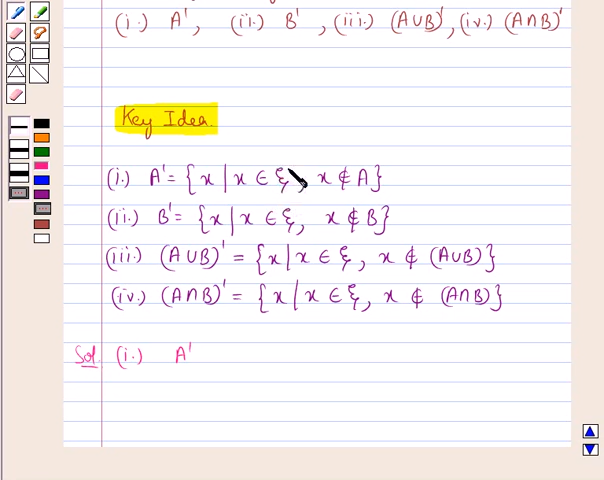 (i.) A', (ii.) B', (iii.) (A∪B)', (iv.) (A∩B)'
Key Idea.
(i.) A' = {x | x ∈ ξ, x ∉ A}
(ii.) B' = {x | x ∈ ξ, x ∉ B}
(iii.) (A∪B)' = {x | x ∈ ξ, x ∉ (A∪B)}
(iv.) (A∩B)' = {x | x ∈ ξ, x ∉ (A∩B)}
Sol. (i.) A'